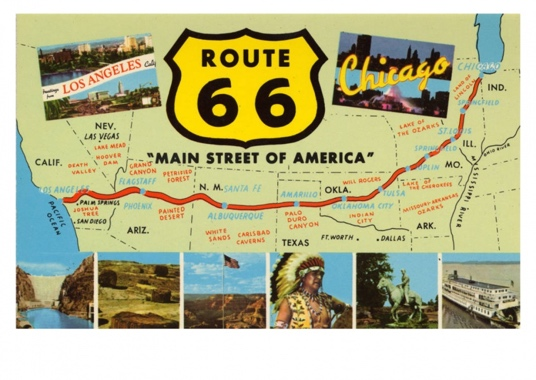 Greetings from LOS ANGELES Calif.
ROUTE
66
Chicago
"MAIN STREET OF AMERICA"
CHICAGO
IND.
LAND OF LINCOLN
SPRINGFIELD
ST. LOUIS
ILL.
OHIO RIVER
MISSISSIPPI RIVER
LAKE OF THE OZARKS
SPRINGFIELD
MO.
JOPLIN
LAKE O' THE CHEROKEES
MISSOURI-ARKANSAS OZARKS
ARK.
WILL ROGERS
TULSA
OKLA.
OKLAHOMA CITY
INDIAN CITY
AMARILLO
PALO DURO CANYON
TEXAS
FT. WORTH
DALLAS
N. M.
SANTA FE
ALBUQUERQUE
WHITE SANDS
CARLSBAD CAVERNS
PETRIFIED FOREST
GRAND CANYON
FLAGSTAFF
PHOENIX
PAINTED DESERT
ARIZ.
NEV.
LAS VEGAS
LAKE MEAD
HOOVER DAM
DEATH VALLEY
CALIF.
LOS ANGELES
PALM SPRINGS
JOSHUA TREE
SAN DIEGO
PACIFIC OCEAN